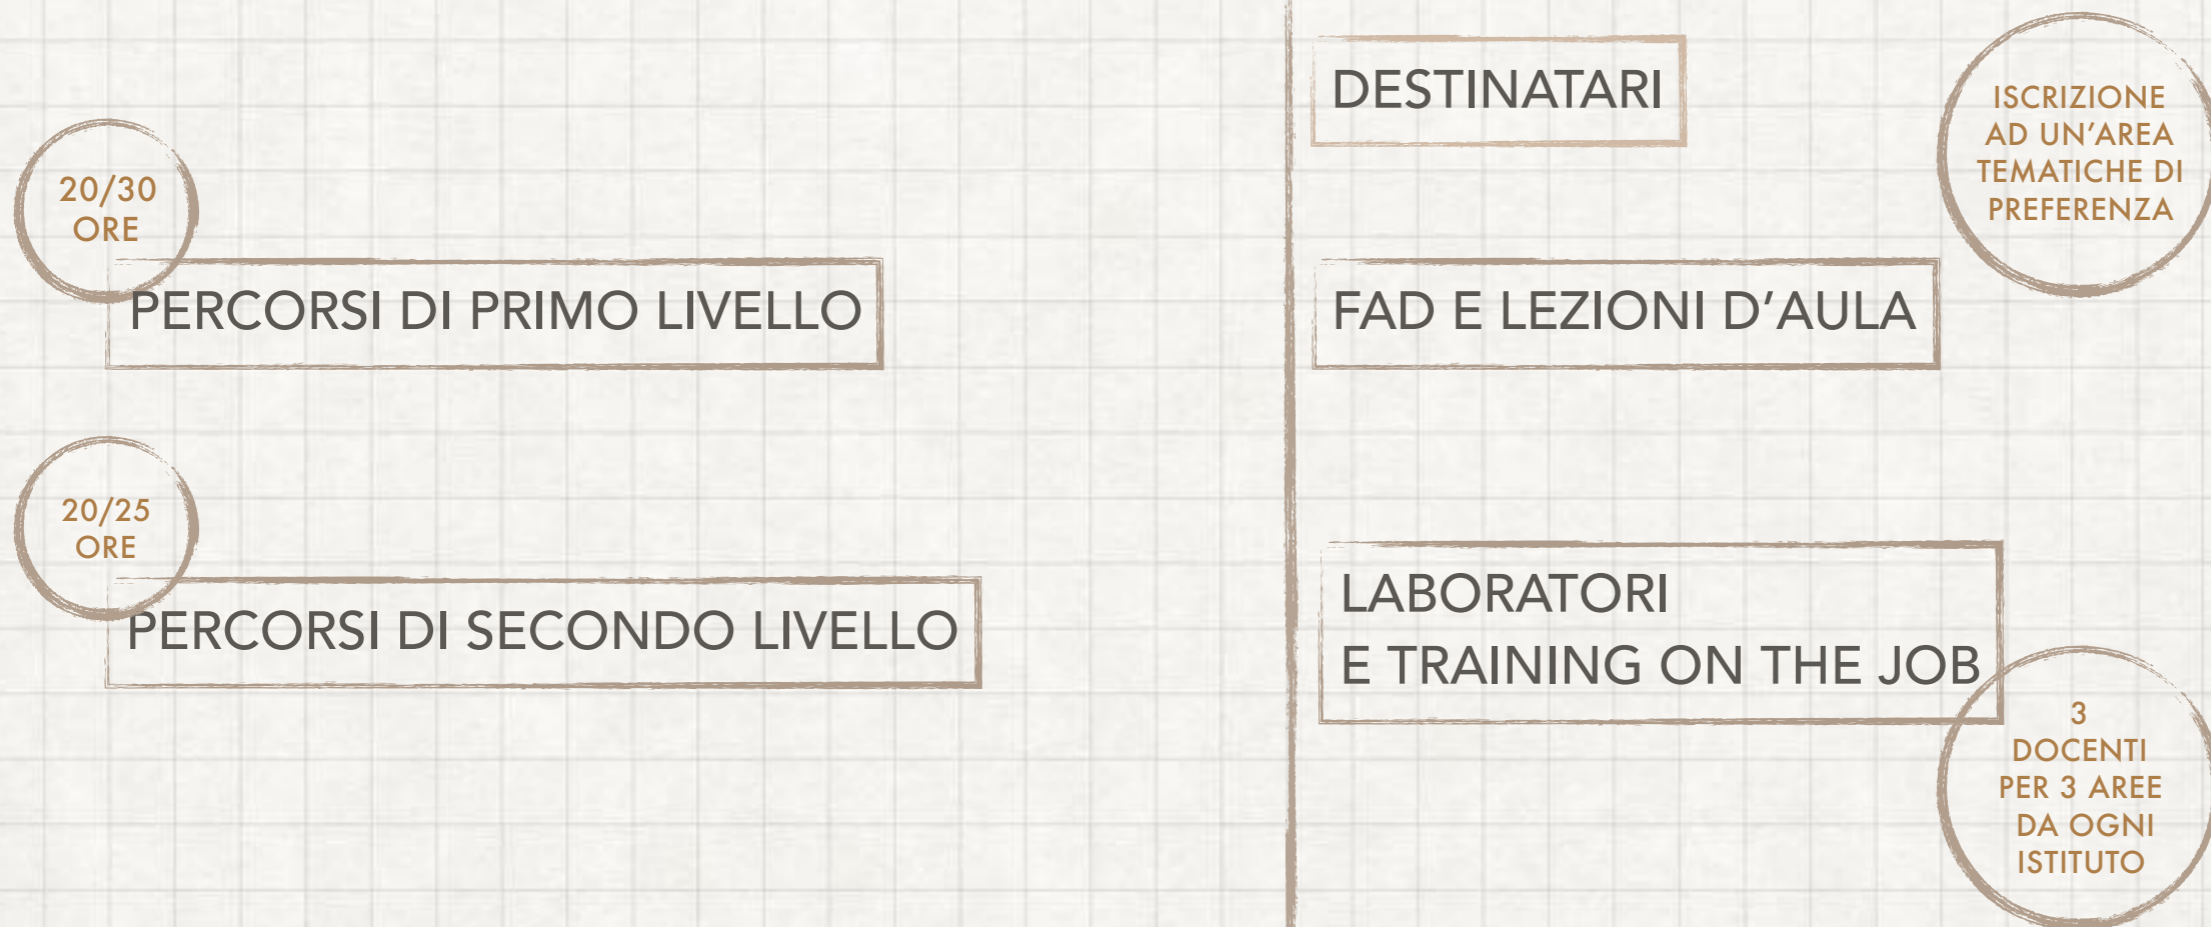 20/30
ORE
PERCORSI DI PRIMO LIVELLO
20/25
ORE
PERCORSI DI SECONDO LIVELLO
DESTINATARI
ISCRIZIONE
AD UN’AREA
TEMATICHE DI
PREFERENZA
FAD E LEZIONI D’AULA
LABORATORI
E TRAINING ON THE JOB
3
DOCENTI
PER 3 AREE
DA OGNI
ISTITUTO